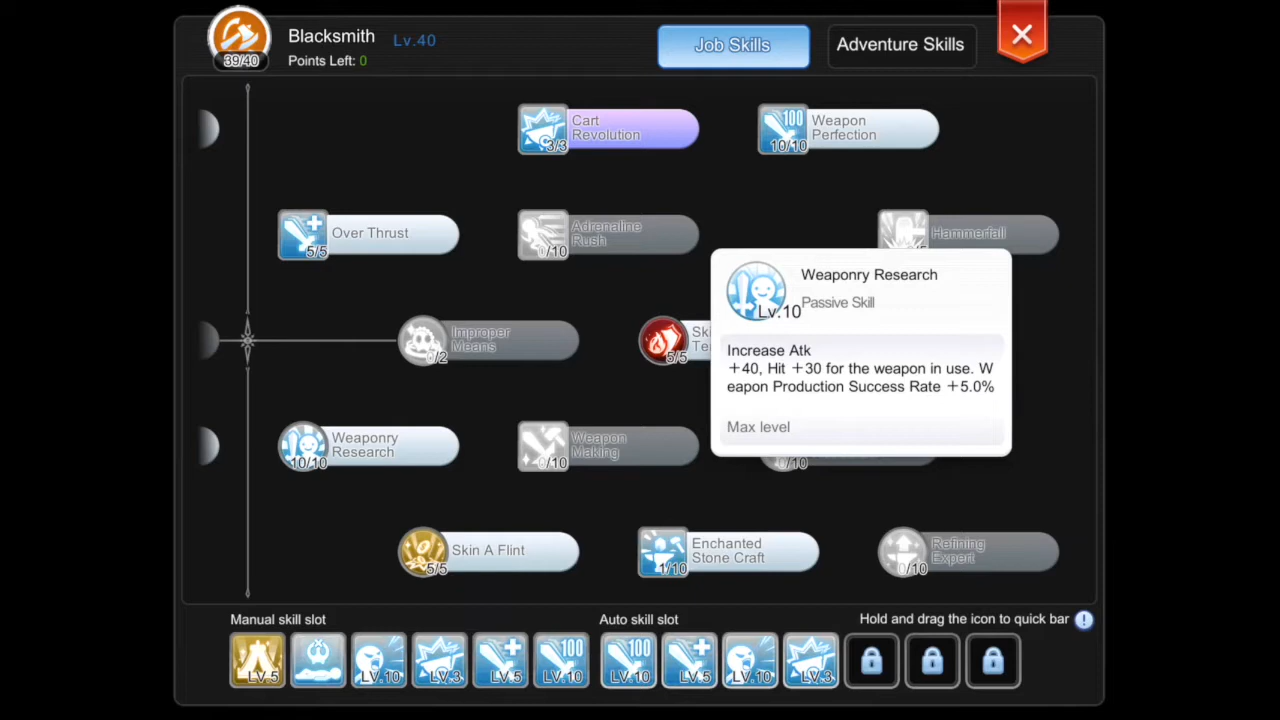 Blacksmith Lv.40
39/40
Points Left: 0
Job Skills
Adventure Skills
Cart
Revolution
3/3
Weapon
Perfection
10/10
Over Thrust
5/5
Adrenaline
Rush
0/10
Hammerfall
Improper
Means
0/2
5/5
Weaponry Research
Passive Skill
Lv.10
Increase Atk
+40, Hit +30 for the weapon in use. W
eapon Production Success Rate +5.0%
Max level
Weaponry
Research
10/10
Weapon
Making
0/10
0/10
Skin A Flint
5/5
Enchanted
Stone Craft
1/10
Refining
Expert
0/10
Manual skill slot
Auto skill slot
Hold and drag the icon to quick bar
LV.5
LV.10
LV.3
LV.5
100
LV.10
100
LV.10
LV.5
LV.10
LV.3